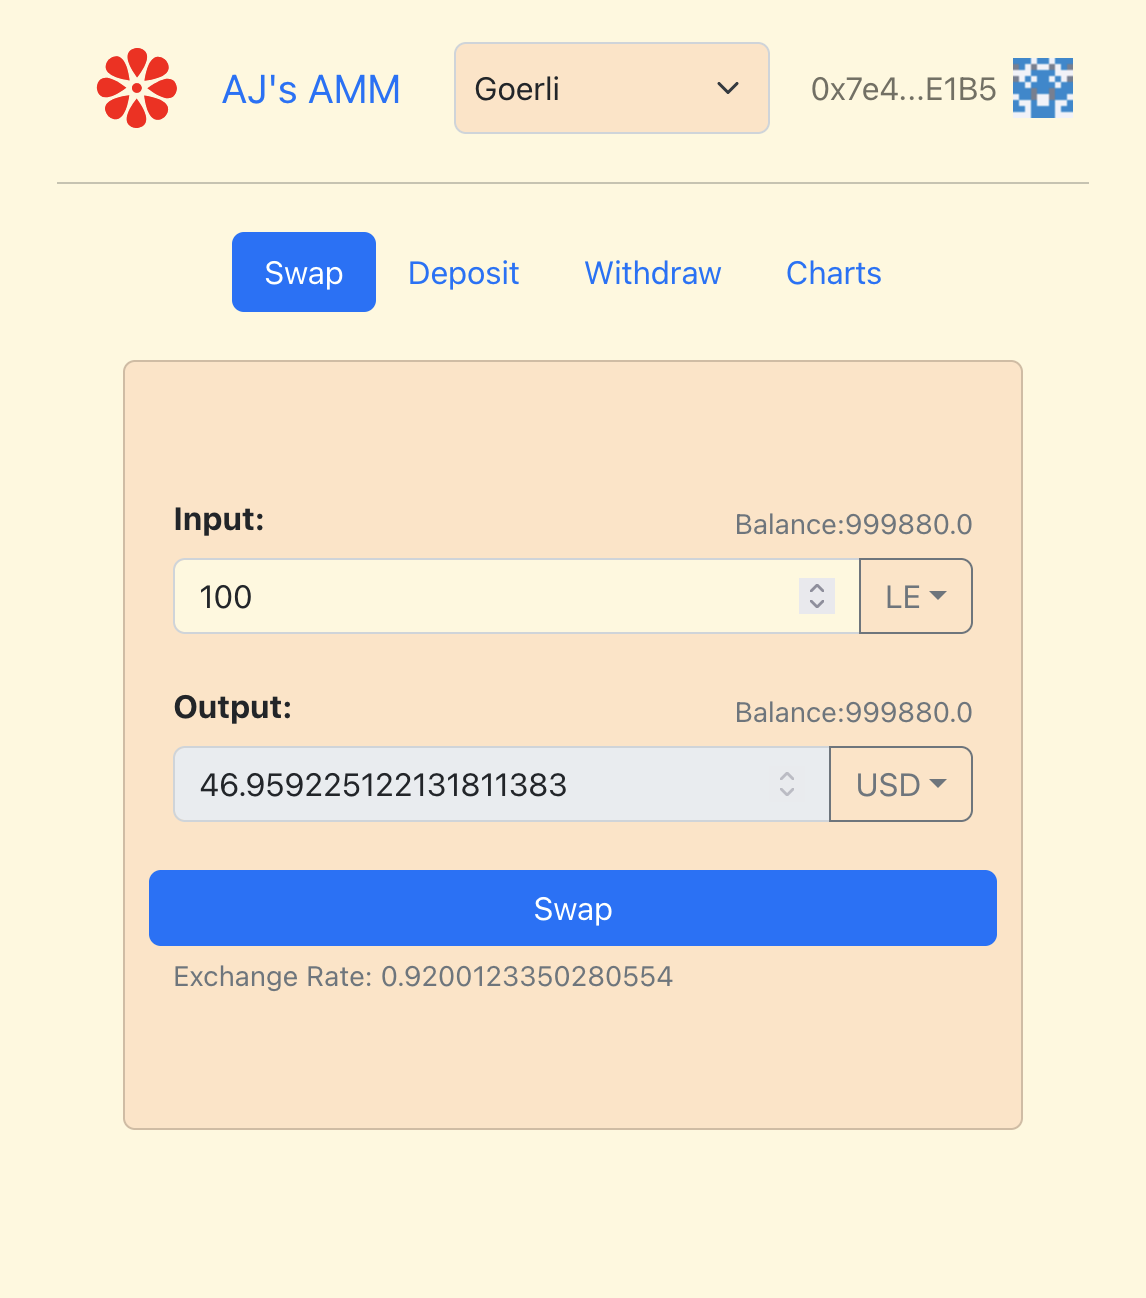 AJ's AMM Goerli 0x7e4...E1B5
Swap Deposit Withdraw Charts
Input: Balance:999880.0
100 LE
Output: Balance:999880.0
46.959225122131811383 USD
Swap
Exchange Rate: 0.9200123350280554